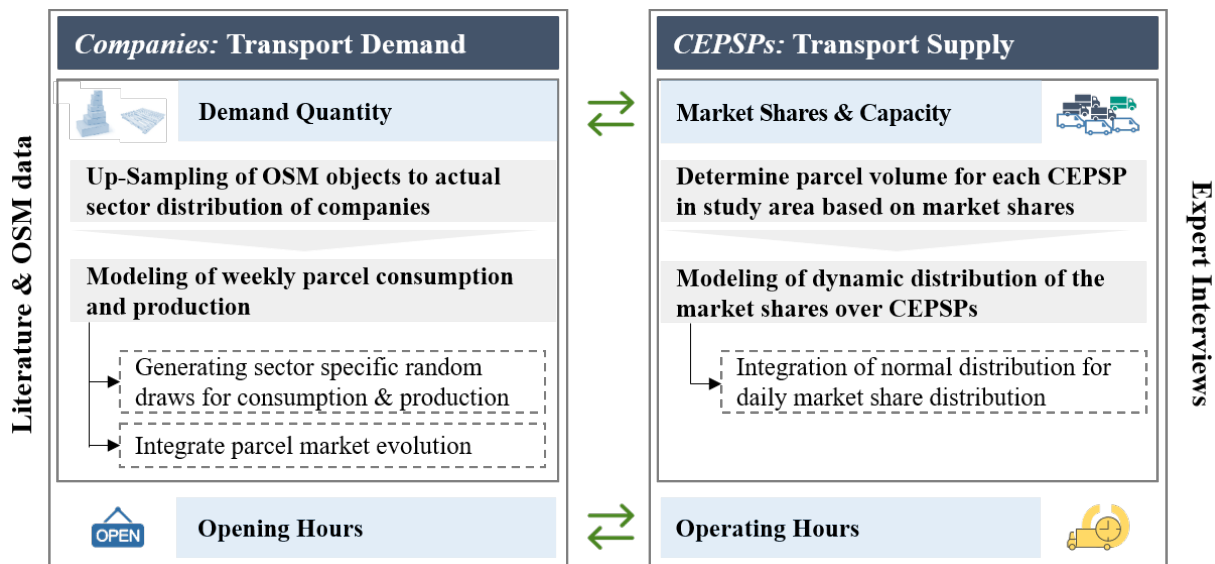 Literature & OSM data
Companies: Transport Demand
Demand Quantity
Up-Sampling of OSM objects to actual
sector distribution of companies
Modeling of weekly parcel consumption
and production
Generating sector specific random
draws for consumption & production
Integrate parcel market evolution
OPEN
Opening Hours
CEPSPs: Transport Supply
Market Shares & Capacity
Determine parcel volume for each CEPSP
in study area based on market shares
Modeling of dynamic distribution of the
market shares over CEPSPs
Integration of normal distribution for
daily market share distribution
Operating Hours
Expert Interviews